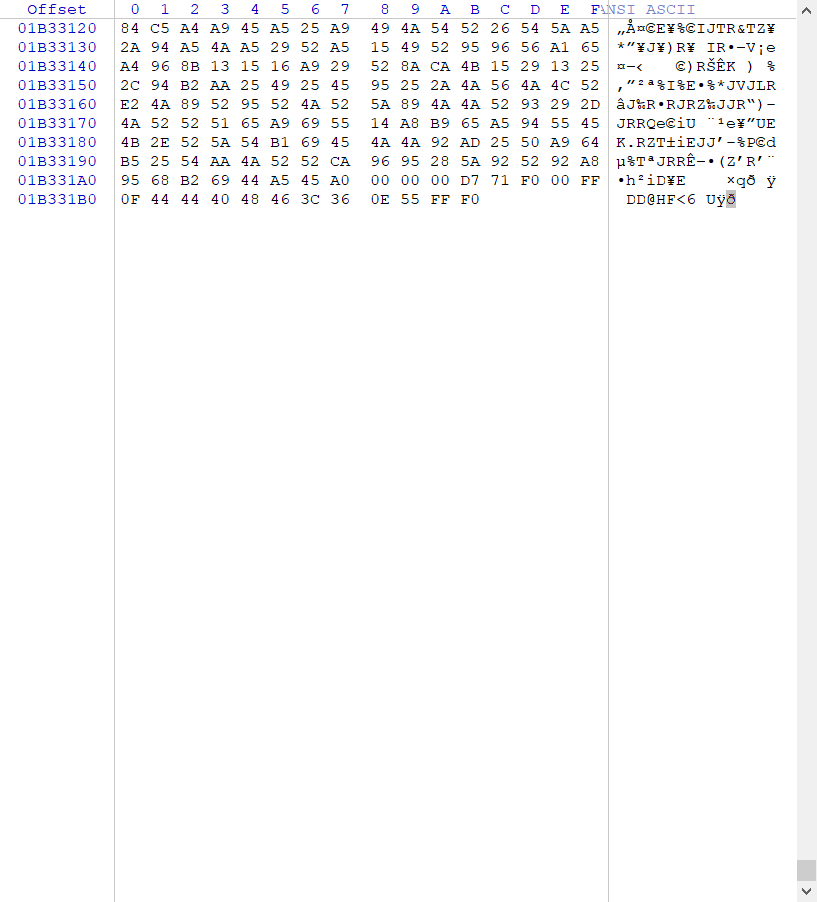 Offset 0 1 2 3 4 5 6 7 8 9 A B C D E F ANSI ASCII
01B33120 84 C5 A4 A9 45 A5 25 A9 49 4A 54 52 26 54 5A A5 „Å¤©E¥%©IJTR&TZ¥
01B33130 2A 94 A5 4A A5 29 52 A5 15 49 52 95 96 56 A1 65 *”¥J¥)R¥ IR•–V¡e
01B33140 A4 96 8B 13 15 16 A9 29 52 8A CA 4B 15 29 13 25 ¤–‹ ©)RŠÊK ) %
01B33150 2C 94 B2 AA 25 49 25 45 95 25 2A 4A 56 4A 4C 52 ,”²ª%I%E•%*JVJLR
01B33160 E2 4A 89 52 95 52 4A 52 5A 89 4A 4A 52 93 29 2D âJ‰R•RJRZ‰JJR“)-
01B33170 4A 52 52 51 65 A9 69 55 14 A8 B9 65 A5 94 55 45 JRRQe©iU ¨¹e¥”UE
01B33180 4B 2E 52 5A 54 B1 69 45 4A 4A 92 AD 25 50 A9 64 K.RZT±iEJJ’-%P©d
01B33190 B5 25 54 AA 4A 52 52 CA 96 95 28 5A 92 52 92 A8 µ%TªJRRÊ–•(Z’R’¨
01B331A0 95 68 B2 69 44 A5 45 A0 00 00 00 D7 71 F0 00 FF •h²iD¥E ×qð ÿ
01B331B0 0F 44 44 40 48 46 3C 36 0E 55 FF F0 DD@HF<6 Uÿð